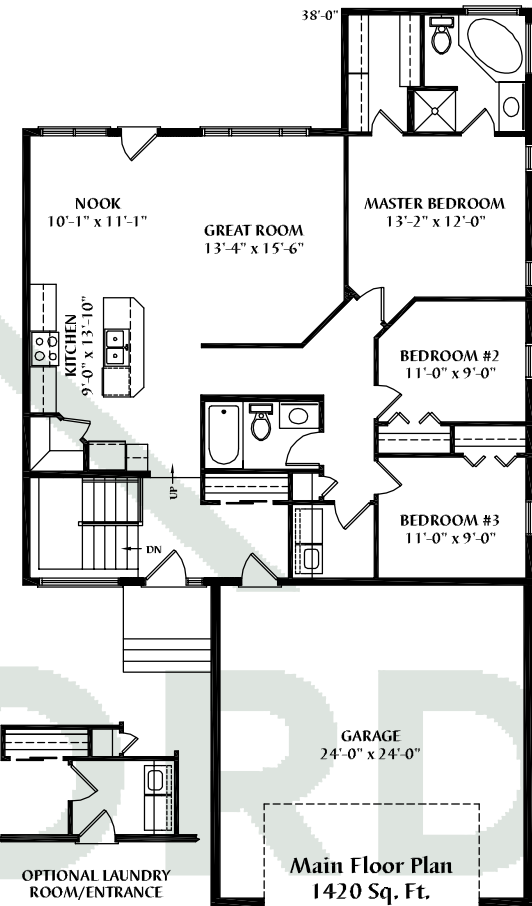 38'-0"
NOOK
10'-1" x 11'-1"
GREAT ROOM
13'-4" x 15'-6"
MASTER BEDROOM
13'-2" x 12'-0"
KITCHEN
9'-0" x 13'-10"
BEDROOM #2
11'-0" x 9'-0"
UP
DN
BEDROOM #3
11'-0" x 9'-0"
GARAGE
24'-0" x 24'-0"
OPTIONAL LAUNDRY
ROOM/ENTRANCE
Main Floor Plan
1420 Sq. Ft.